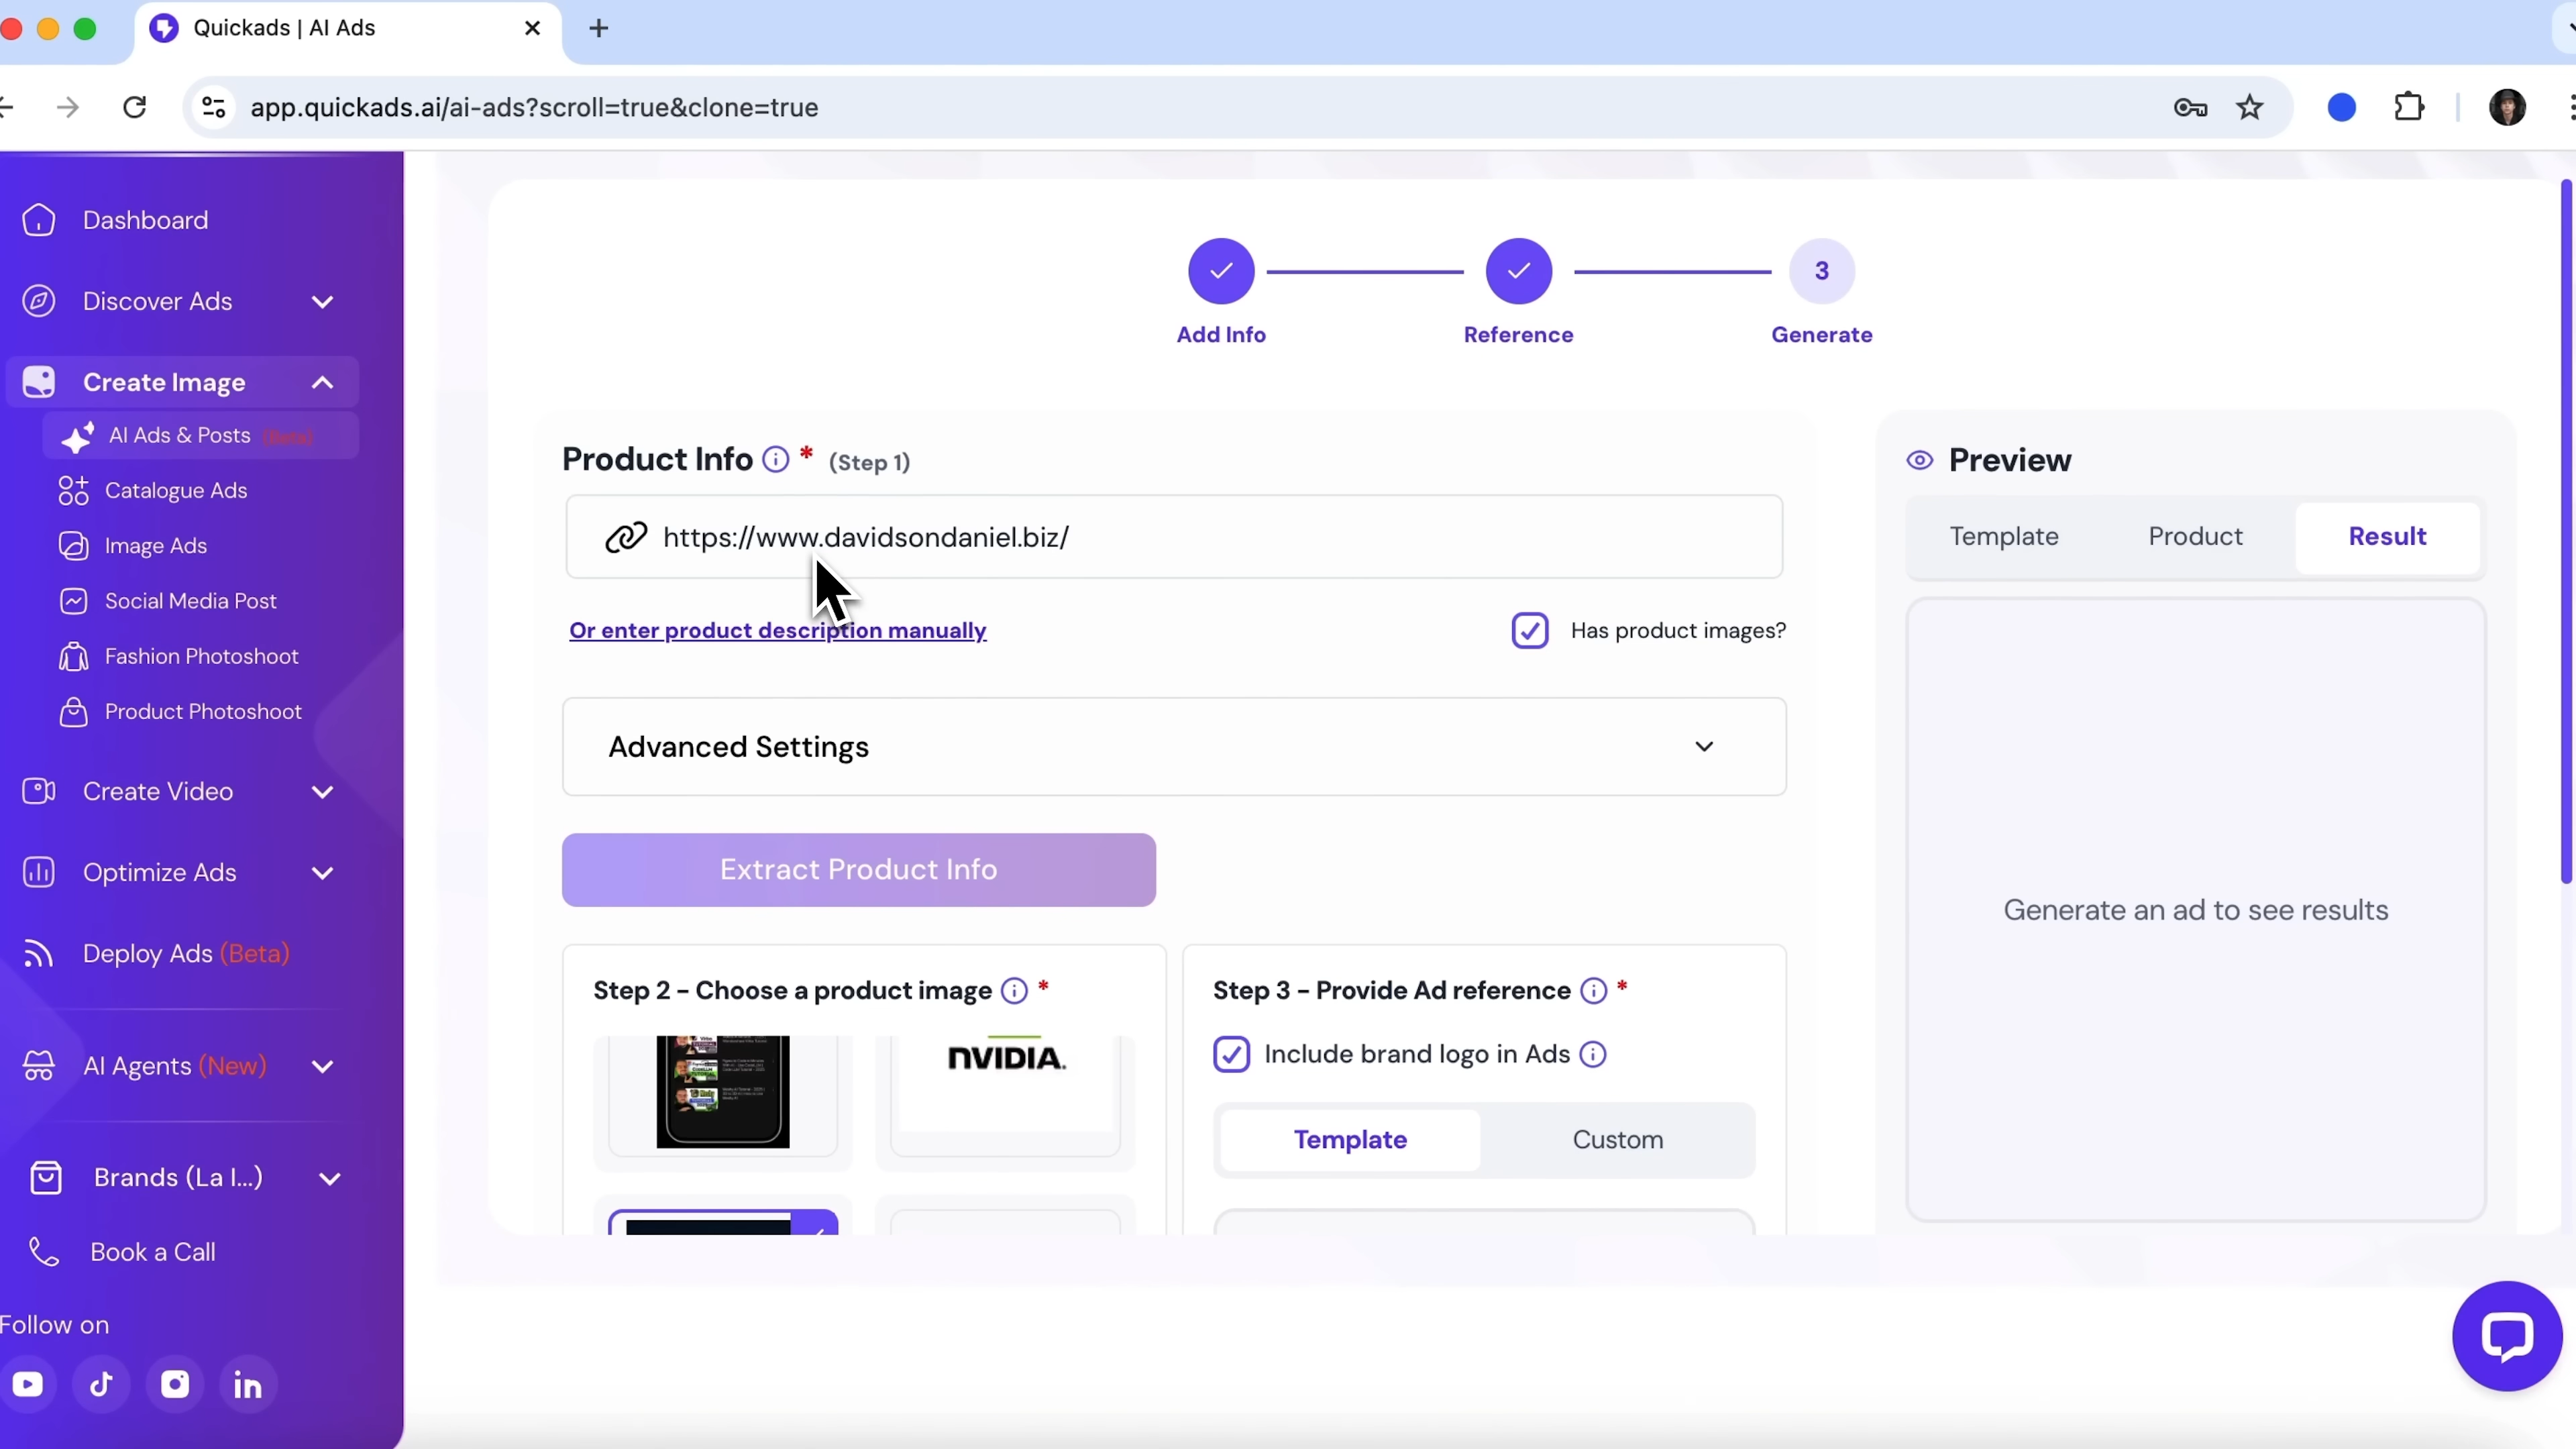 Quickads | AI Ads
app.quickads.ai/ai-ads?scroll=true&clone=true
Dashboard
Discover Ads
Create Image
AI Ads & Posts (Beta)
Catalogue Ads
Image Ads
Social Media Post
Fashion Photoshoot
Product Photoshoot
Create Video
Optimize Ads
Deploy Ads (Beta)
AI Agents (New)
Brands (La I...)
Book a Call
Follow on
3
Add Info
Reference
Generate
Product Info * (Step 1)
https://www.davidsondaniel.biz/
Or enter product description manually
Has product images?
Advanced Settings
Extract Product Info
Step 2 - Choose a product image *
NVIDIA.
Step 3 - Provide Ad reference *
Include brand logo in Ads
Template
Custom
Preview
Template
Product
Result
Generate an ad to see results